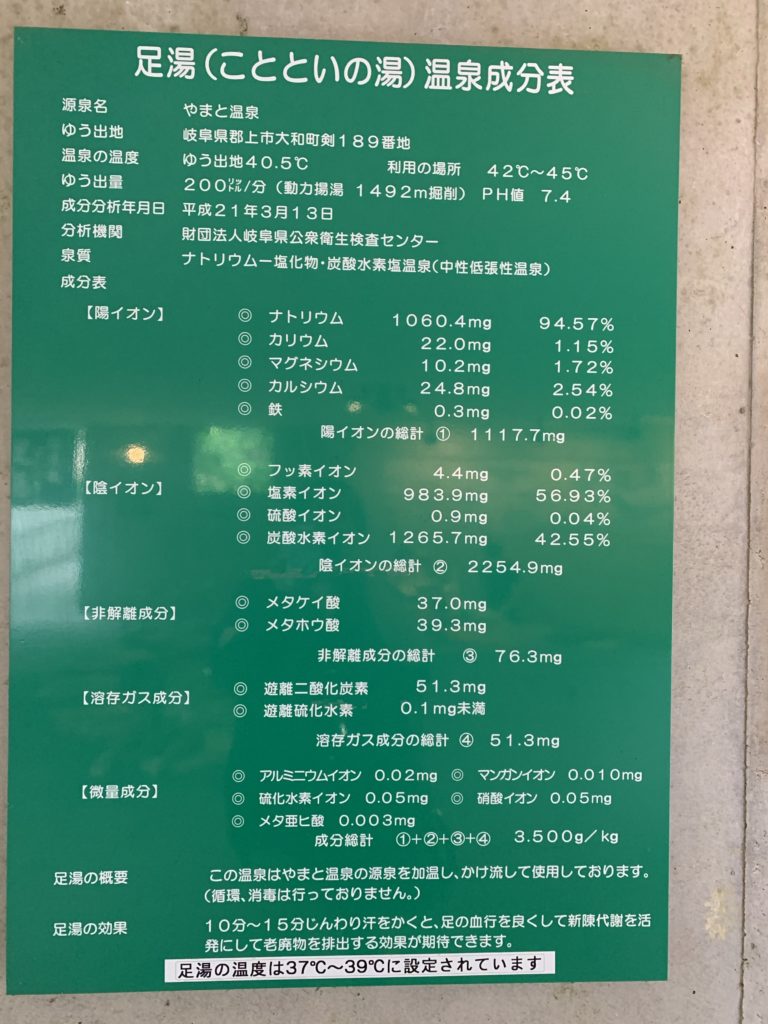 足湯(こととい​の湯)温泉成分表
源泉名 やまと温泉
ゆう出地 岐阜県郡上市大和町剣189番地
温泉の温度 ゆう出地40.5℃ 利用の場所 42℃～45℃
ゆう出量 200㍑/分(動力揚湯 1492m掘削) PH値 7.4
成分分析年月日 平成21年3月13日
分析機関 財団法人岐阜県公衆衛生検査センター
泉質 ナトリウムー塩化物・炭酸水素塩温泉(中性低張性温泉)
成分表
【陽イオン】 ◎ ナトリウム 1060.4mg 94.57%
◎ カリウム 22.0mg 1.15%
◎ マグネシウム 10.2mg 1.72%
◎ カルシウム 24.8mg 2.54%
◎ 鉄 0.3mg 0.02%
陽イオンの総計 ① 1117.7mg
【陰イオン】 ◎ フッ素イオン 4.4mg 0.47%
◎ 塩素イオン 983.9mg 56.93%
◎ 硫酸イオン 0.9mg 0.04%
◎ 炭酸水素イオン 1265.7mg 42.55%
陰イオンの総計 ② 2254.9mg
【非解離成分】 ◎ メタケイ酸 37.0mg
◎ メタホウ酸 39.3mg
非解離成分の総計 ③ 76.3mg
【溶存ガス成分】 ◎ 遊離二酸化炭素 51.3mg
◎ 遊離硫化水素 0.1mg未満
溶存ガス成分の総計 ④ 51.3mg
【微量成分】 ◎ アルミニウムイオン 0.02mg ◎ マンガンイオン 0.010mg
◎ 硫化水素イオン 0.05mg ◎ 硝酸イオン 0.05mg
◎ メタ亜ヒ酸 0.003mg
成分総計 ①+②+③+④ 3.500g/kg
足湯の概要 この温泉はやまと温泉の源泉を加温し、かけ流して使用しております。
(循環、消毒は行っておりません。)
足湯の効果 10分～15分じんわり汗をかくと、足の血行を良くして新陳代謝を活
発にして老廃物を排出する効果が期待できます。
足湯の温度は37℃～39℃に設定されています